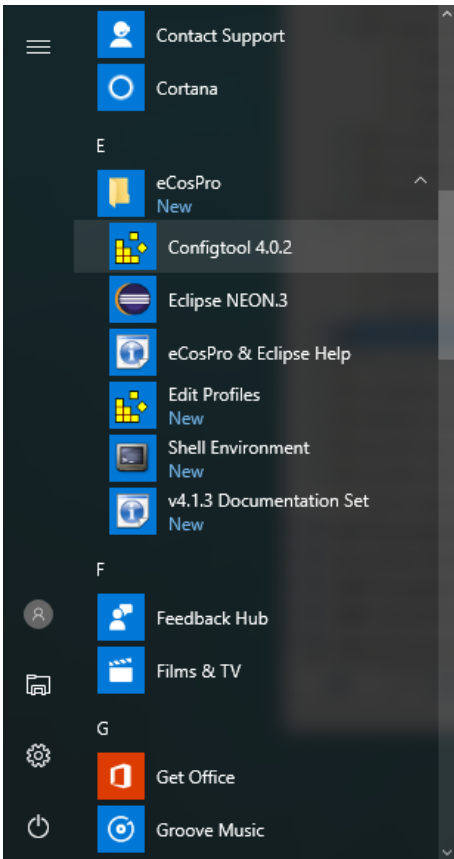 Contact Support
Cortana
E
eCosPro
New
Configtool 4.0.2
Eclipse NEON.3
eCosPro & Eclipse Help
Edit Profiles
New
Shell Environment
New
v4.1.3 Documentation Set
New
F
Feedback Hub
Films & TV
G
Get Office
Groove Music